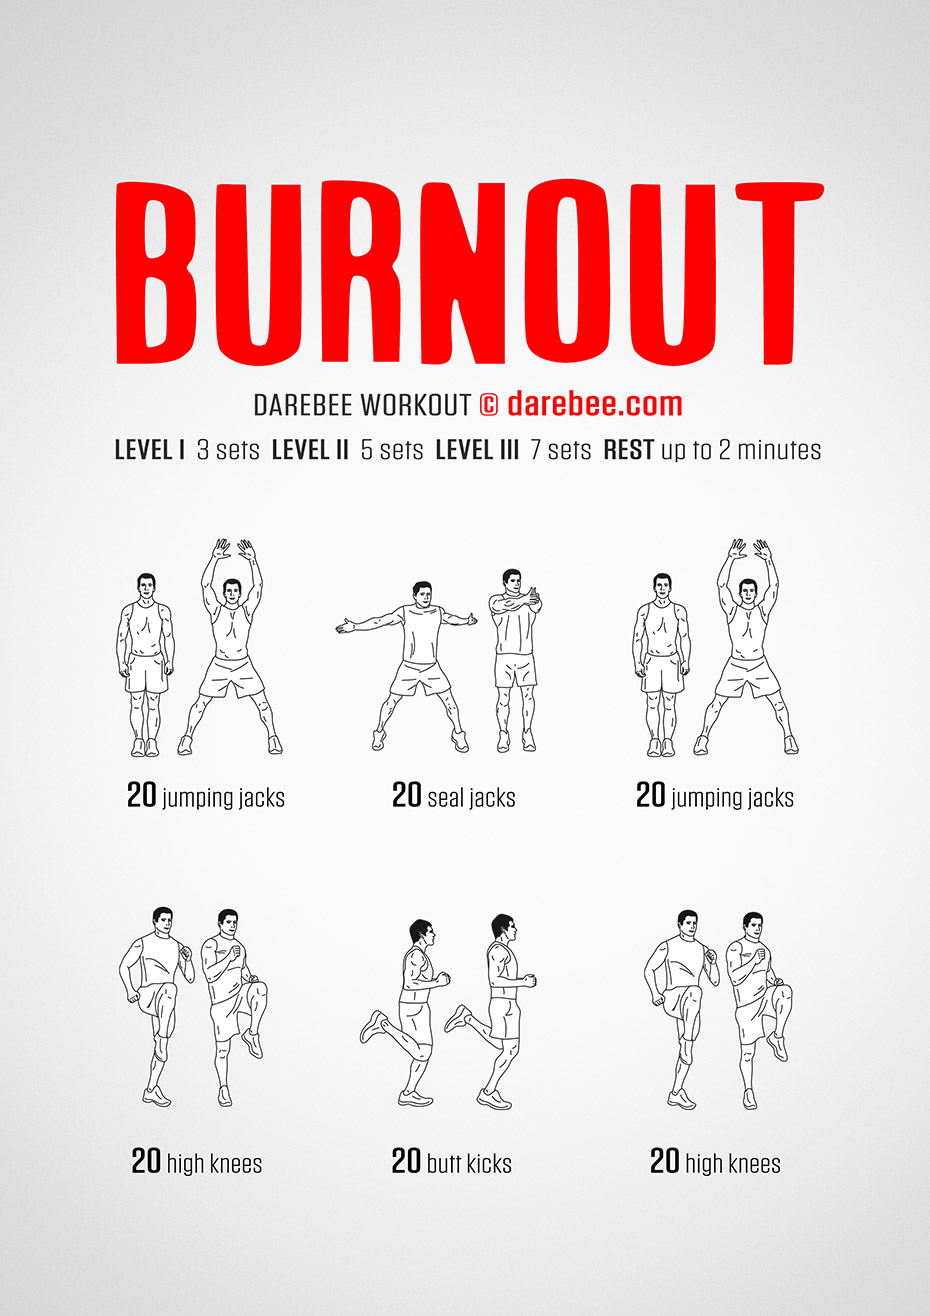 BURNOUT
DAREBEE WORKOUT © darebee.com
LEVEL I 3 sets LEVEL II 5 sets LEVEL III 7 sets REST up to 2 minutes
20 jumping jacks
20 seal jacks
20 jumping jacks
20 high knees
20 butt kicks
20 high knees